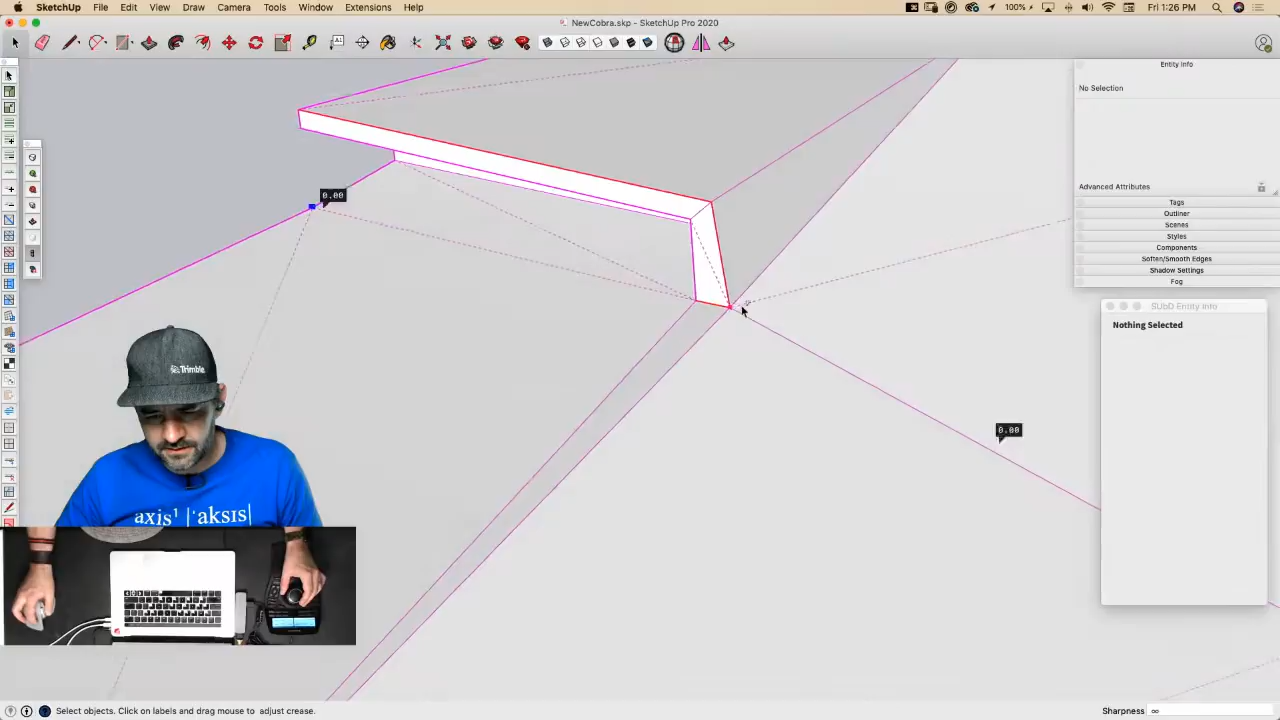 SketchUp File Edit View Draw Camera Tools Window Extensions Help
100% Fri 1:26 PM
NewCobra.skp - SketchUp Pro 2020
Entity Info
No Selection
Advanced Attributes
Tags
Outliner
Scenes
Styles
Components
Soften/Smooth Edges
Shadow Settings
Fog
SUbD Entity Info
Nothing Selected
0.00
0.00
Trimble
axis¹ |ˈaksɪs|
Select objects. Click on labels and drag mouse to adjust crease.
Sharpness ∞